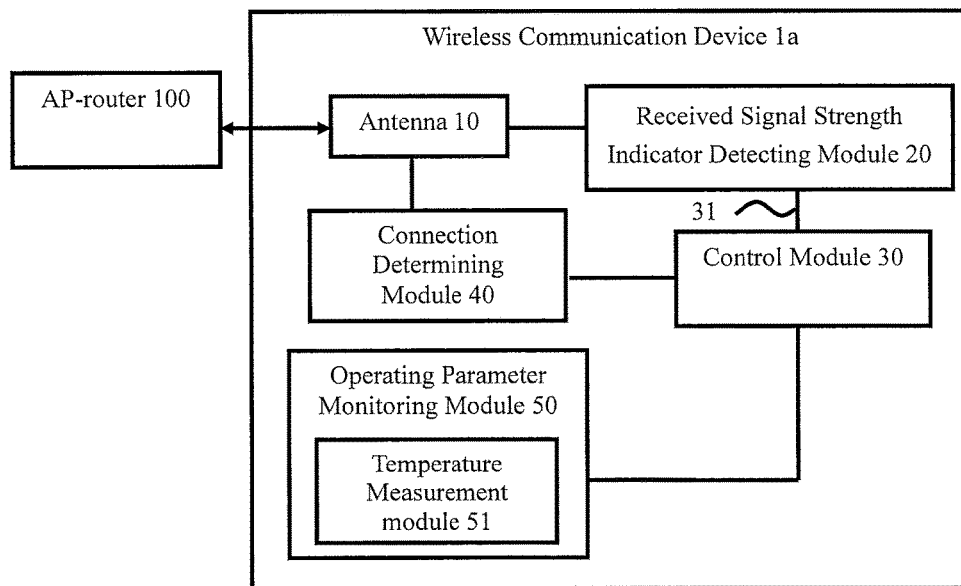 Wireless Communication Device 1a
AP-router 100
Antenna 10
Received Signal Strength
Indicator Detecting Module 20
31
Connection
Determining
Module 40
Control Module 30
Operating Parameter
Monitoring Module 50
Temperature
Measurement
module 51